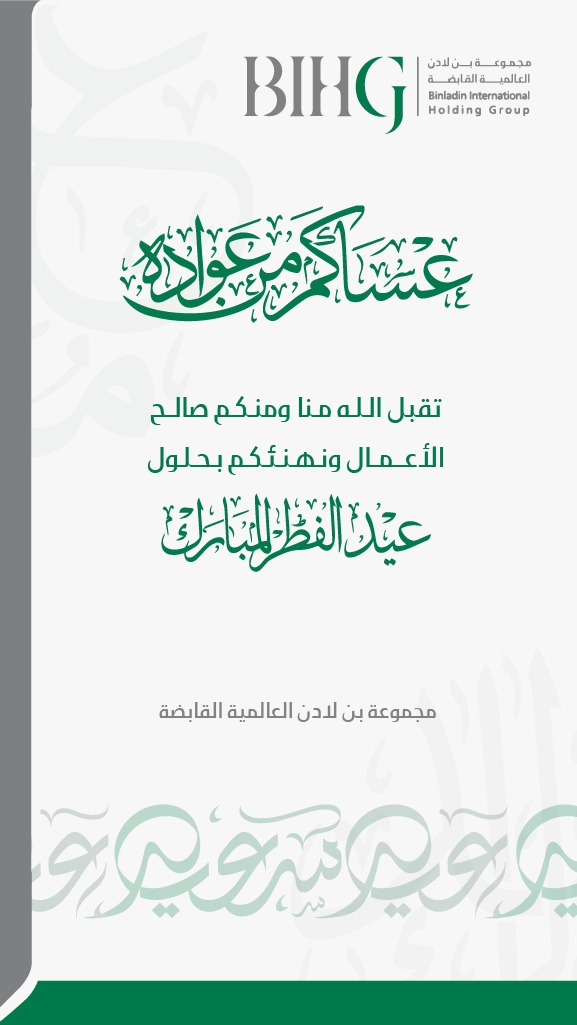 BIHG
مجموعة بن لادن
العالمية القابضة
Binladin International
Holding Group
عساكم من عواده
تقبل الله منا ومنكم صالح
الأعمال ونهنئكم بحلول
عيد الفطر المبارك
مجموعة بن لادن العالمية القابضة